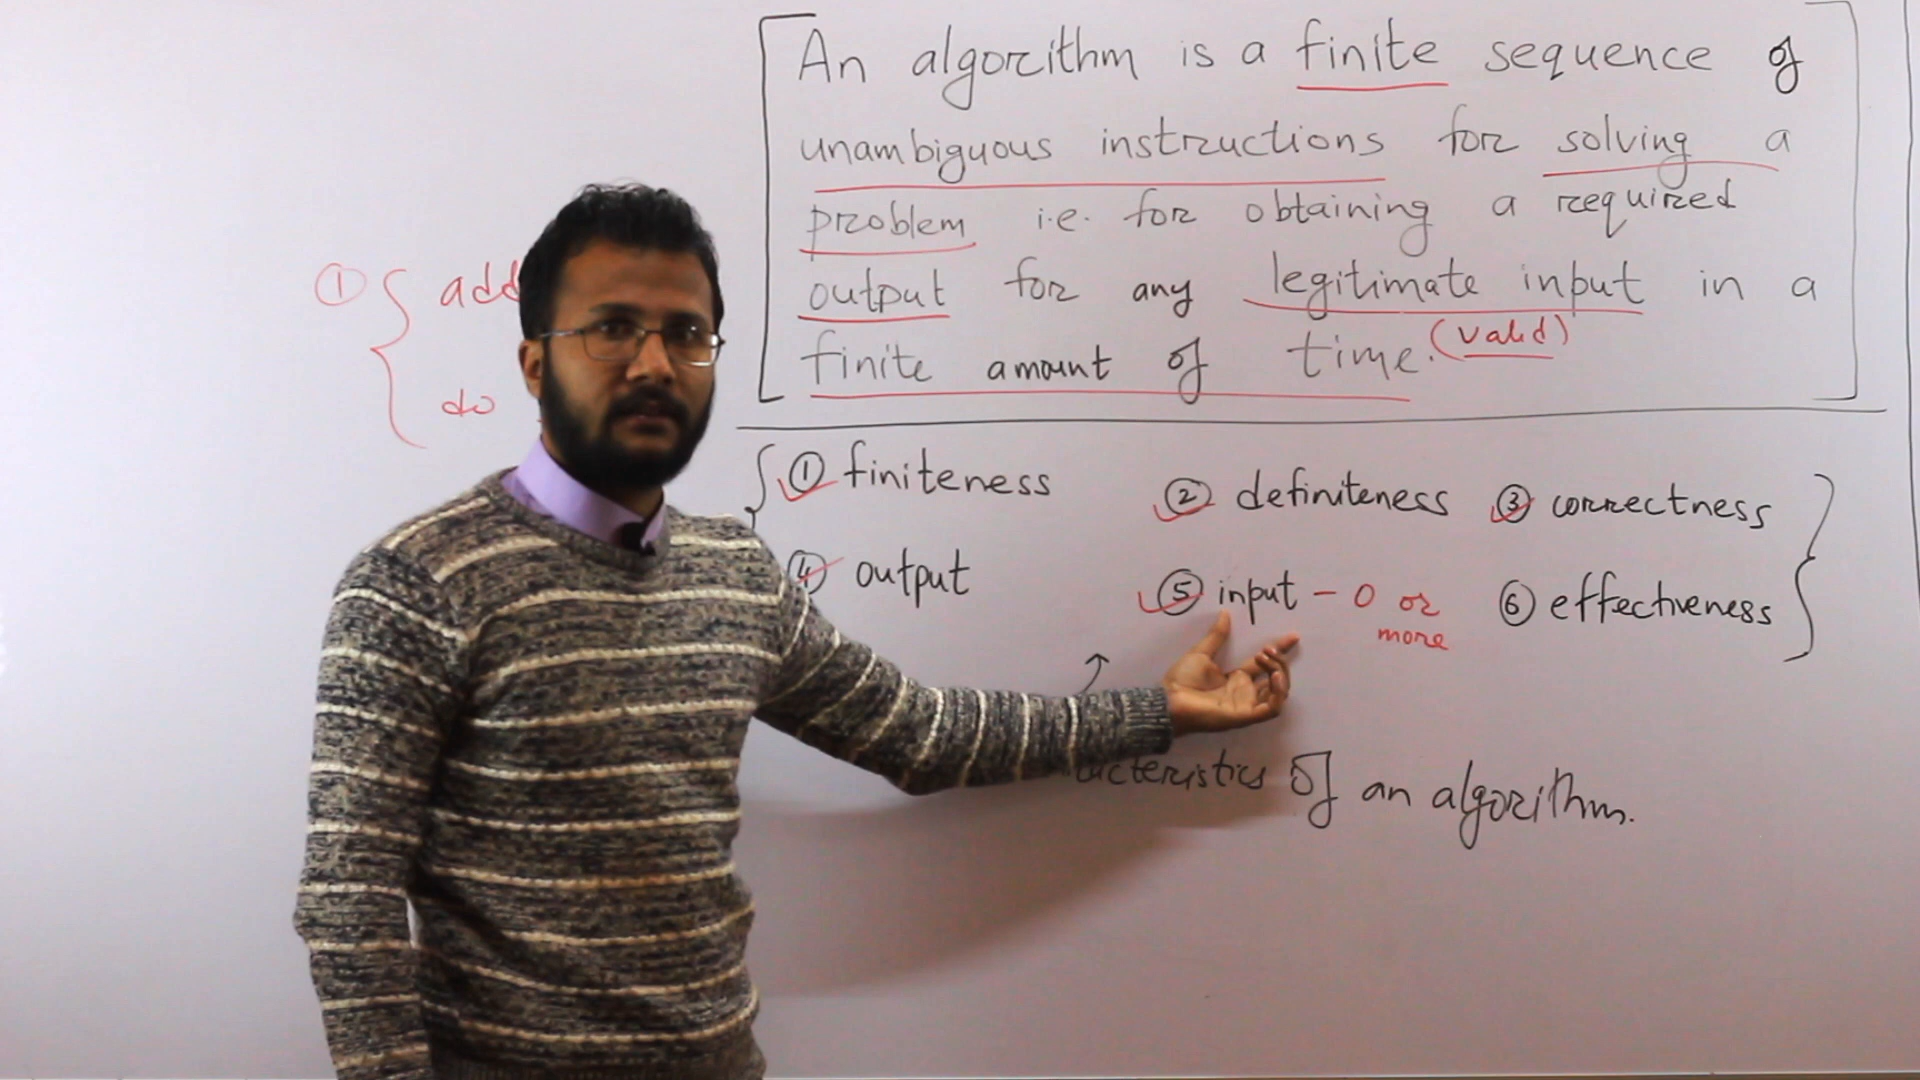 An algorithm is a finite sequence of
unambiguous instructions for solving a
problem i.e. for obtaining a required
output for any legitimate input in a
(valid)
finite amount of time.
① add
do
① finiteness ② definiteness ③ correctness
④ output ⑤ input - 0 or more ⑥ effectiveness
of an algorithm.